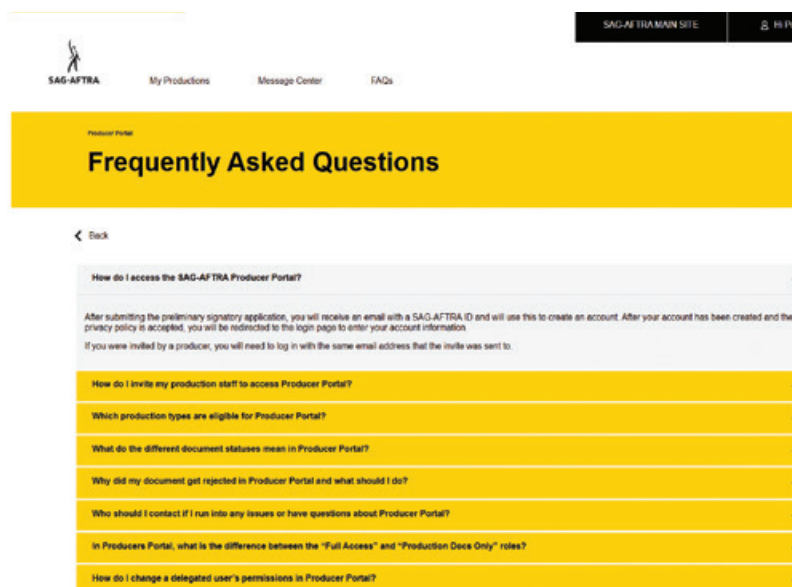 SAG-AFTRA MAIN SITE
Hi P
SAG-AFTRA
My Productions
Message Center
FAQs
Producer Portal
Frequently Asked Questions
Back
How do I access the SAG-AFTRA Producer Portal?
After submitting the preliminary signatory application, you will receive an email with a SAG-AFTRA ID and will use this to create an account. After your account has been created and the
privacy policy is accepted, you will be redirected to the login page to enter your account information.
If you were invited by a producer, you will need to log in with the same email address that the invite was sent to.
How do I invite my production staff to access Producer Portal?
Which production types are eligible for Producer Portal?
What do the different document statuses mean in Producer Portal?
Why did my document get rejected in Producer Portal and what should I do?
Who should I contact if I run into any issues or have questions about Producer Portal?
In Producers Portal, what is the difference between the "Full Access" and "Production Docs Only" roles?
How do I change a delegated user's permissions in Producer Portal?